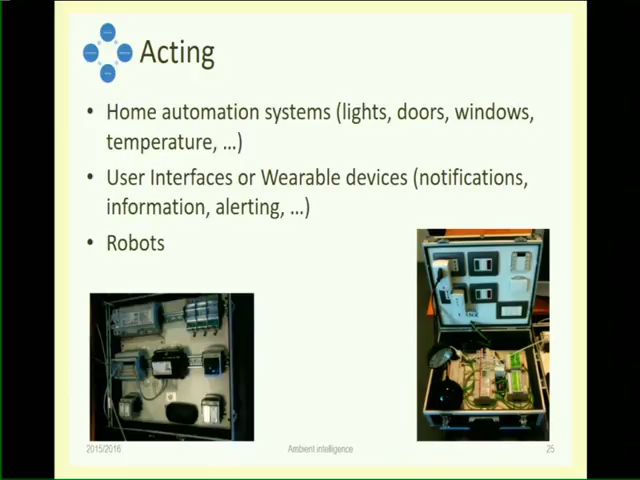 Acting
• Home automation systems (lights, doors, windows,
temperature, …)
• User Interfaces or Wearable devices (notifications,
information, alerting, …)
• Robots
2015/2016
Ambient intelligence
25